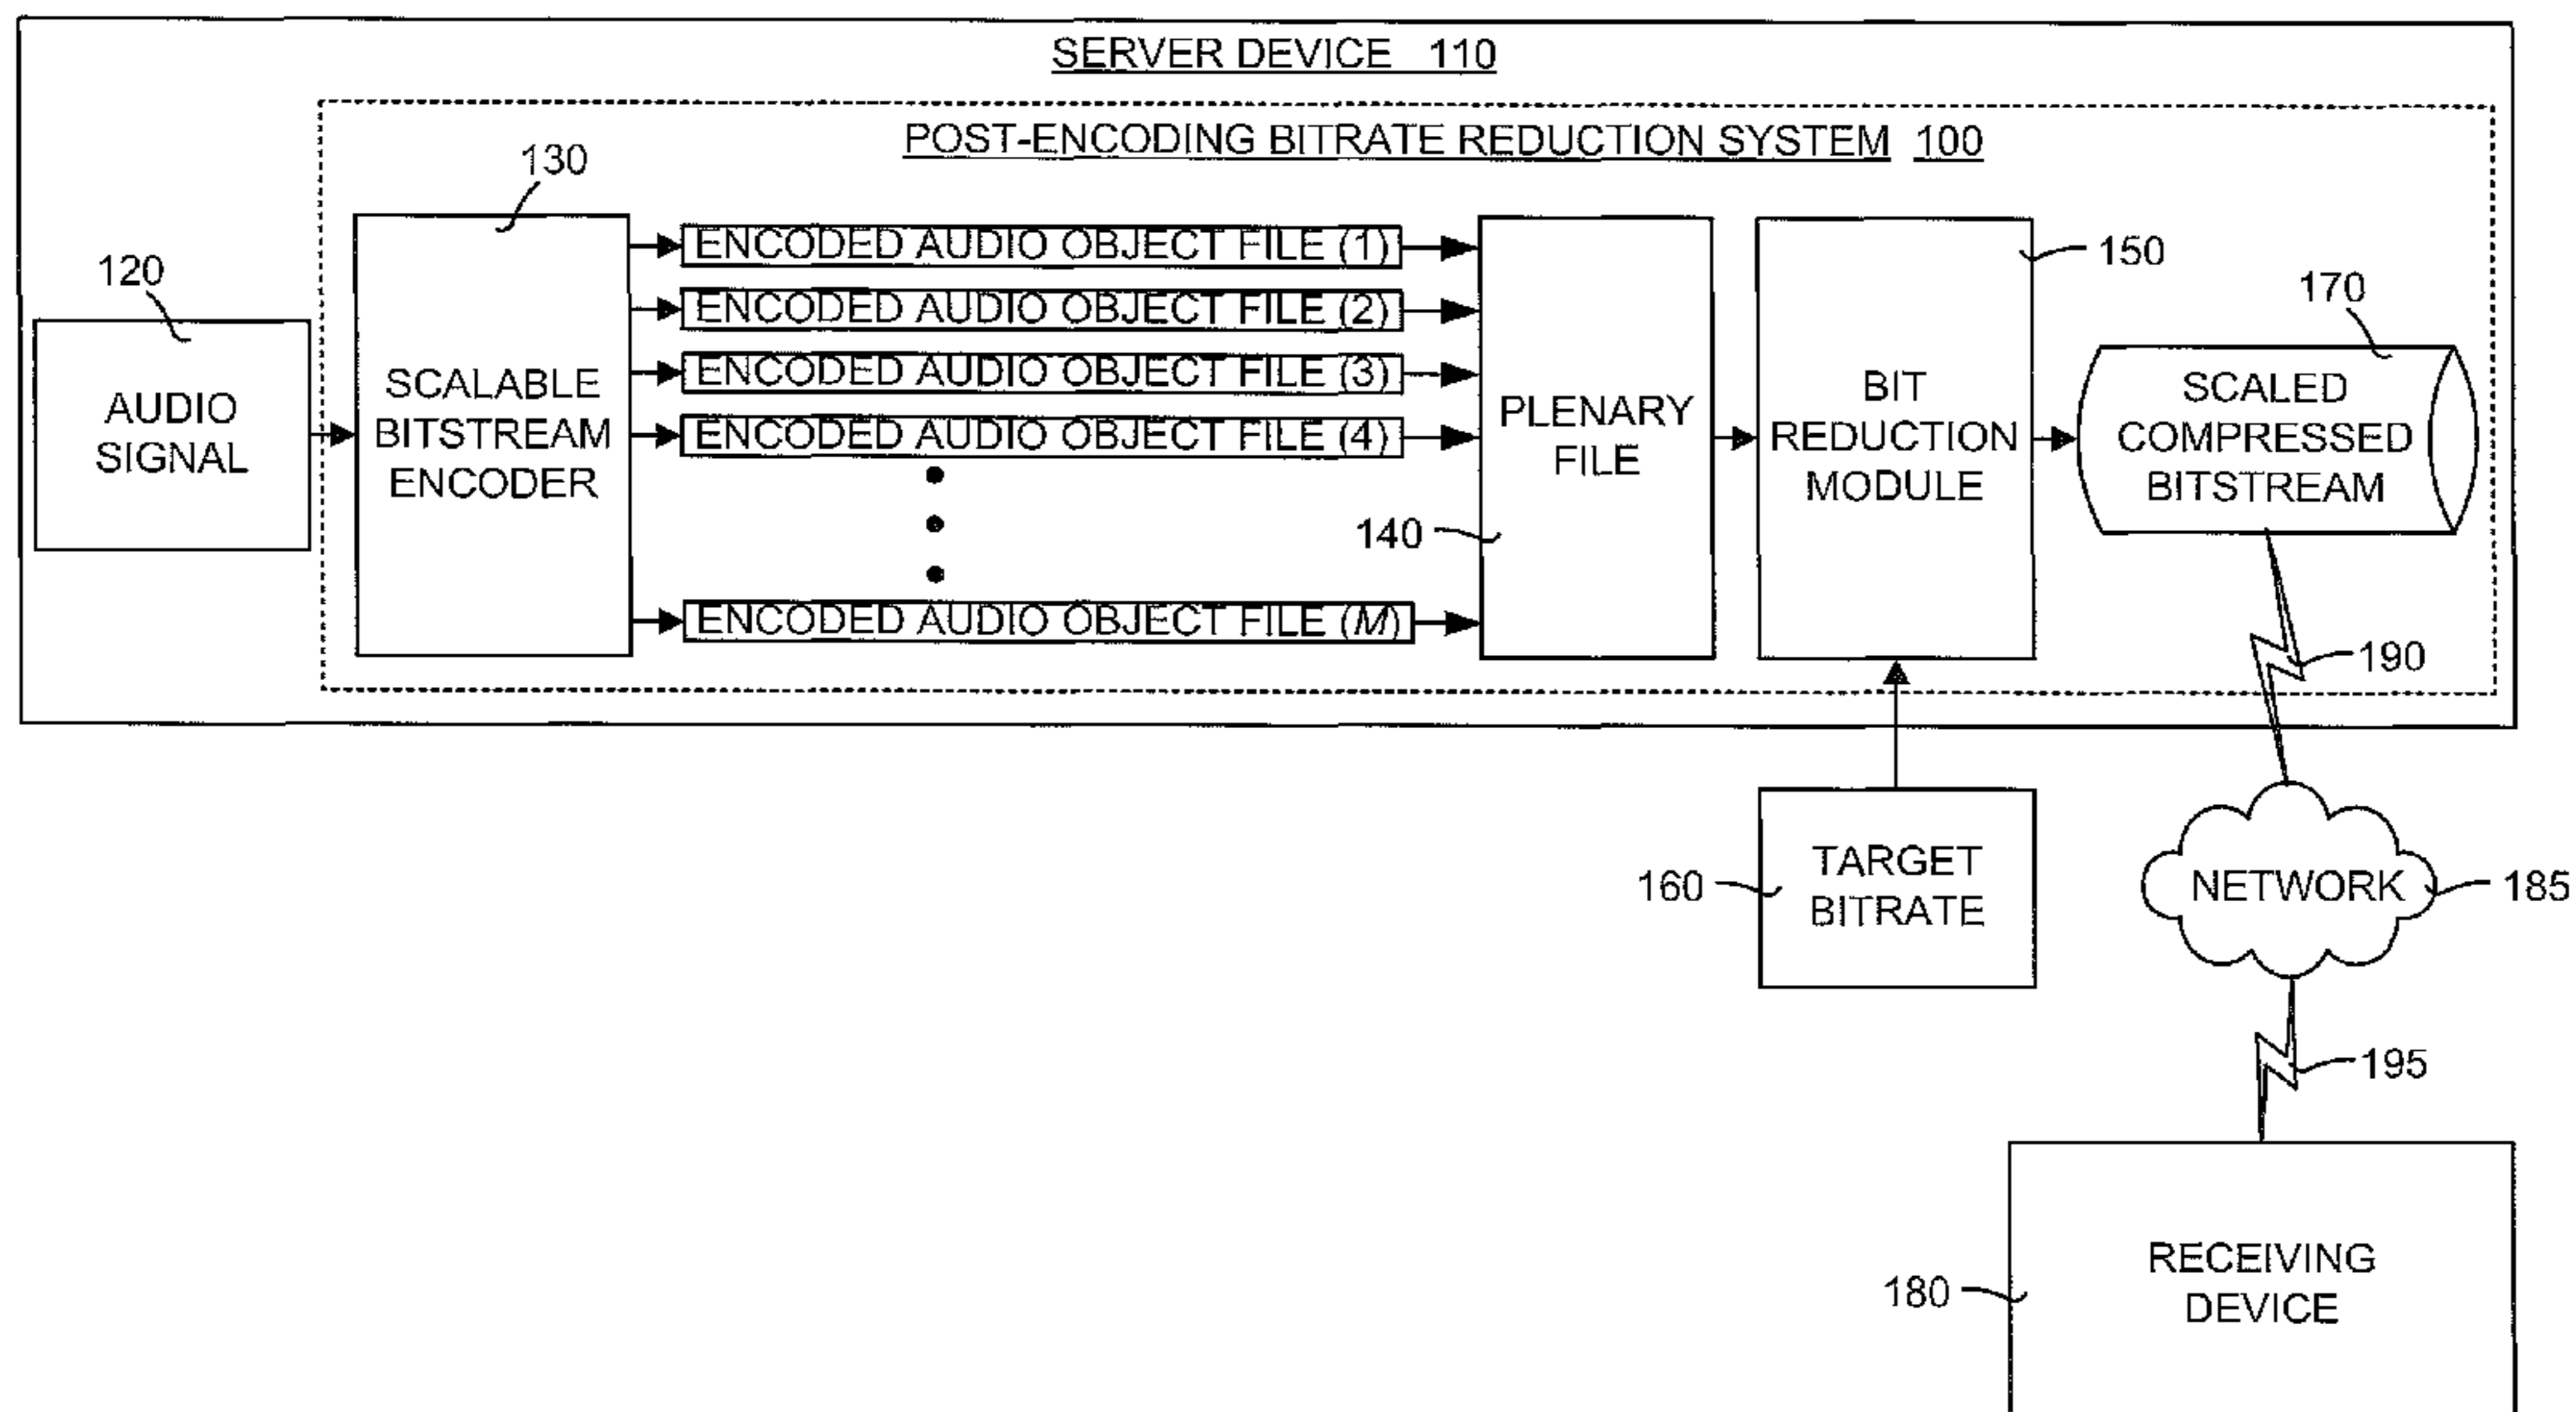 SERVER DEVICE 110
POST-ENCODING BITRATE REDUCTION SYSTEM 100
130
120
AUDIO
SIGNAL
SCALABLE
BITSTREAM
ENCODER
ENCODED AUDIO OBJECT FILE (1)
ENCODED AUDIO OBJECT FILE (2)
ENCODED AUDIO OBJECT FILE (3)
ENCODED AUDIO OBJECT FILE (4)
ENCODED AUDIO OBJECT FILE (M)
140
PLENARY
FILE
150
BIT
REDUCTION
MODULE
170
SCALED
COMPRESSED
BITSTREAM
190
160
TARGET
BITRATE
NETWORK
185
195
180
RECEIVING
DEVICE